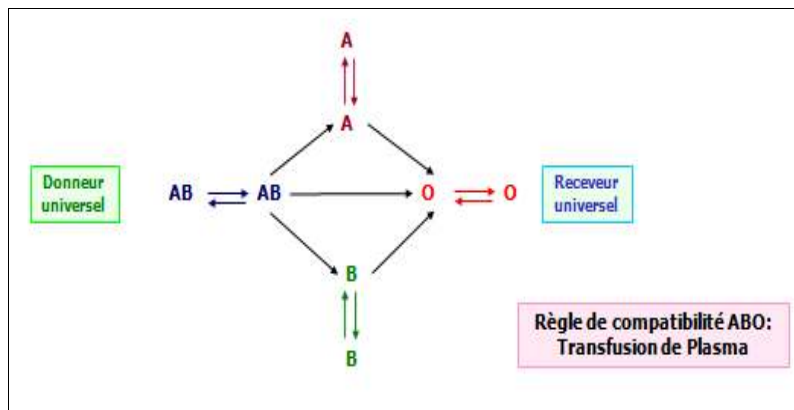 A
A
Donneur
universel
AB
AB
O
O
Receveur
universel
B
B
Règle de compatibilité ABO:
Transfusion de Plasma